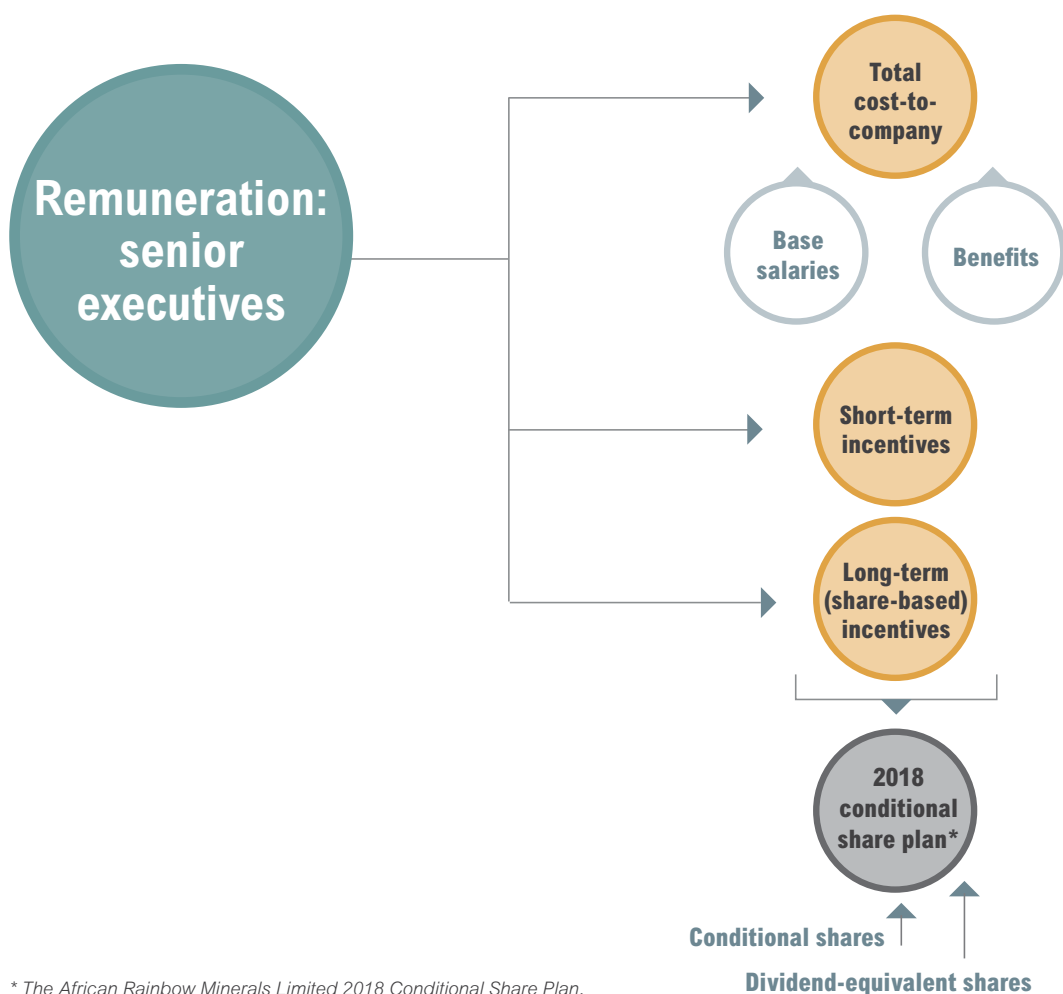 Remuneration:
senior
executives
Total
cost-to-
company
Base
salaries
Benefits
Short-term
incentives
Long-term
(share-based)
incentives
2018
conditional
share plan*
Conditional shares
Dividend-equivalent shares
* The African Rainbow Minerals Limited 2018 Conditional Share Plan.